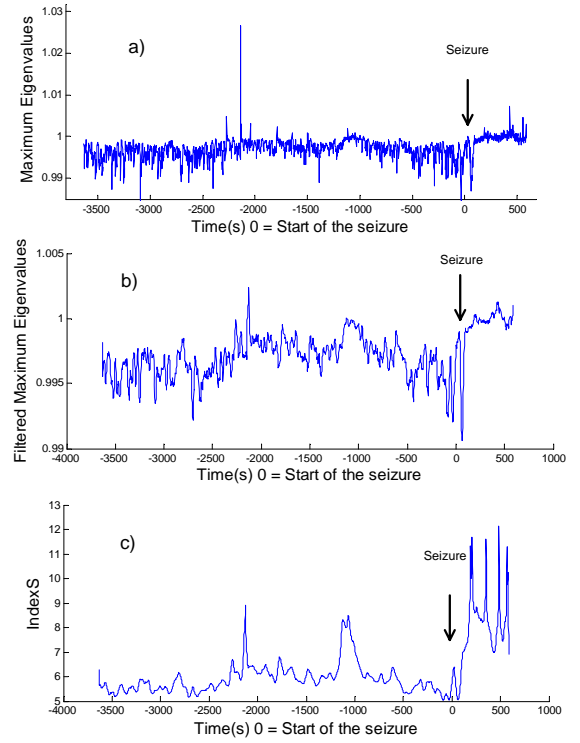 1.03
a)
Seizure
1.02
1.01
1
0.99
Maximum Eigenvalues
-3500 -3000 -2500 -2000 -1500 -1000 -500 0 500
Time(s) 0 = Start of the seizure
1.005
b)
Seizure
1
0.995
0.99
Filtered Maximum Eigenvalues
-4000 -3500 -3000 -2500 -2000 -1500 -1000 -500 0 500 1000
Time(s) 0 = Start of the seizure
13
12
c)
11
Seizure
10
9
8
7
6
5
IndexS
-4000 -3500 -3000 -2500 -2000 -1500 -1000 -500 0 500 1000
Time(s) 0 = Start of the seizure